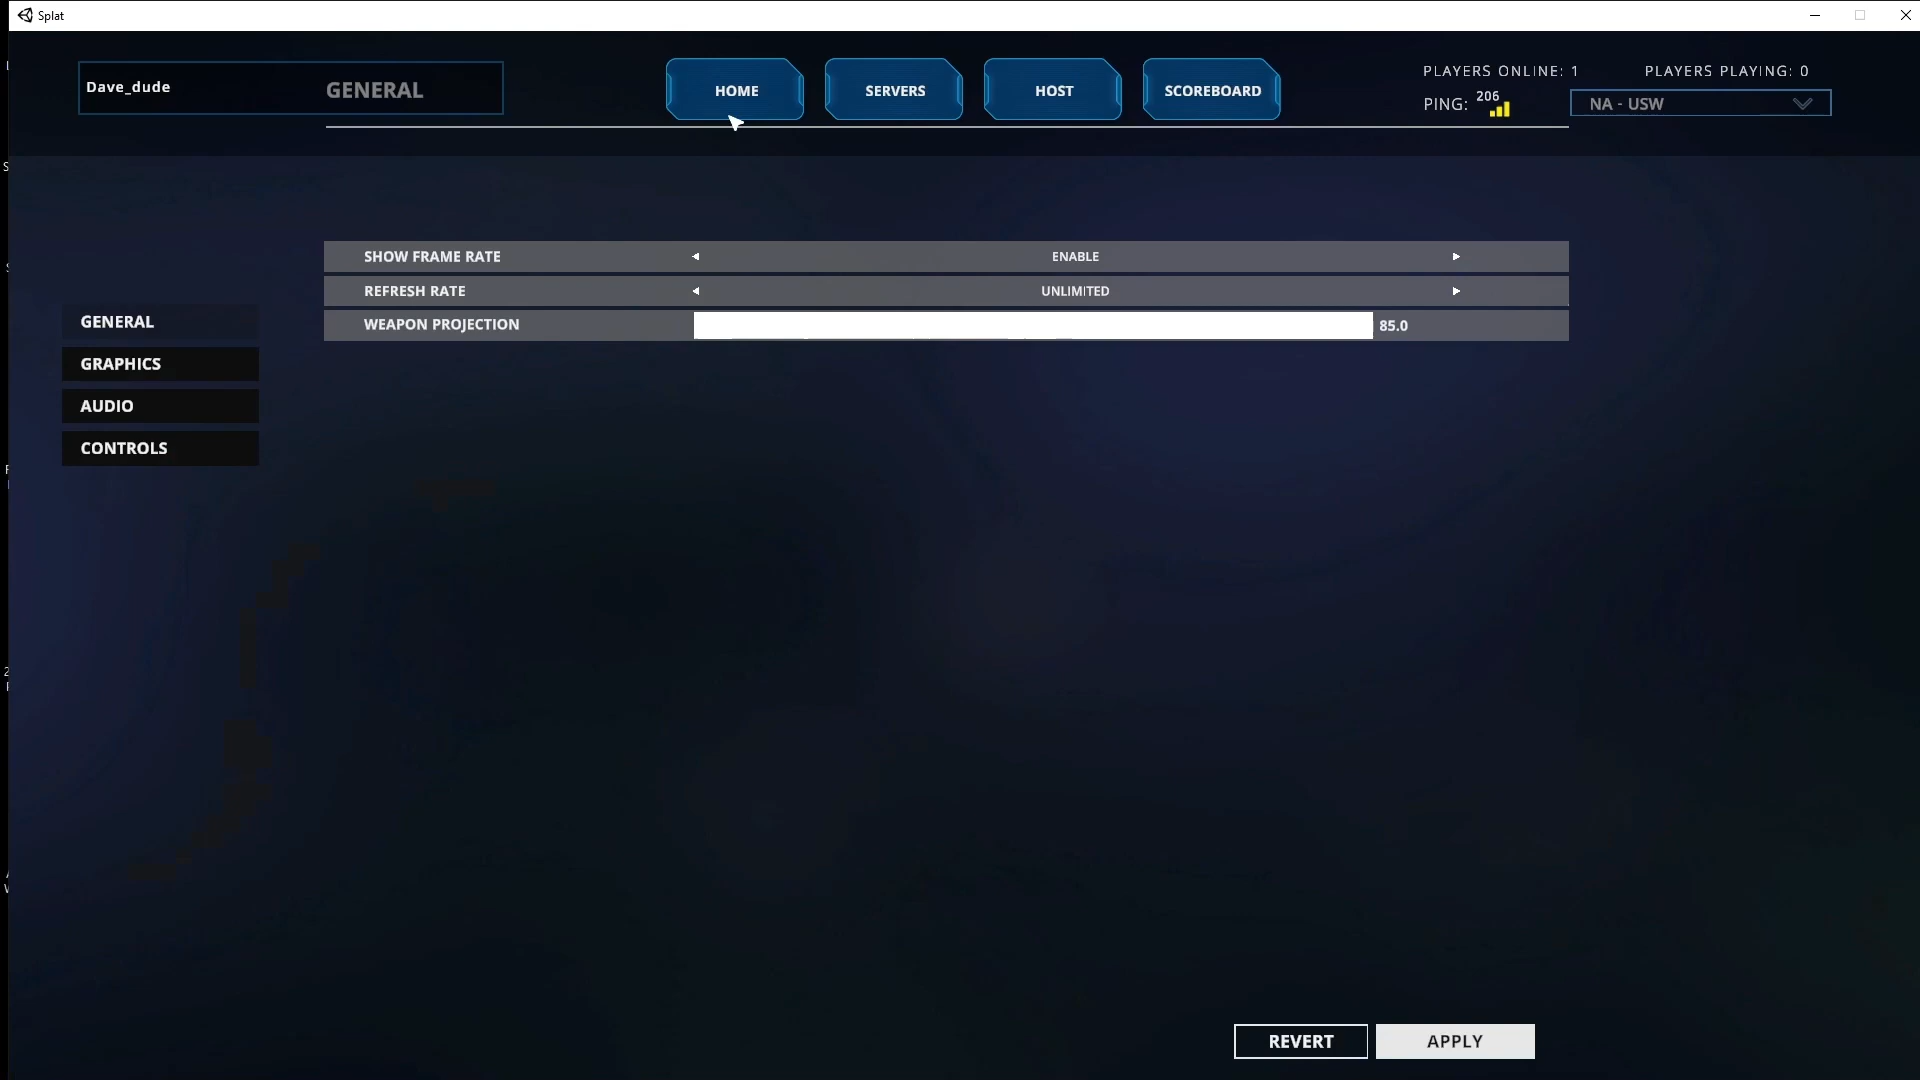 Splat
Dave_dude
GENERAL
HOME
SERVERS
HOST
SCOREBOARD
PLAYERS ONLINE: 1
PLAYERS PLAYING: 0
PING: 206
NA - USW
SHOW FRAME RATE
ENABLE
REFRESH RATE
UNLIMITED
WEAPON PROJECTION
85.0
GENERAL
GRAPHICS
AUDIO
CONTROLS
REVERT
APPLY